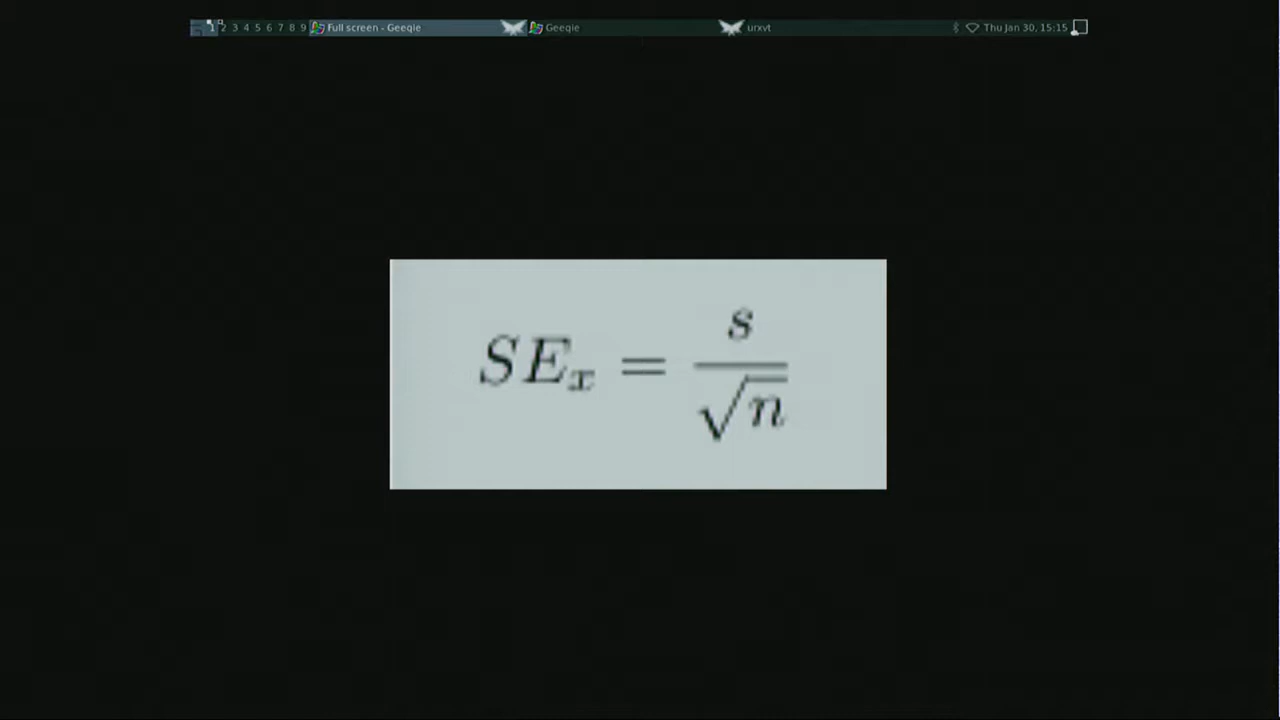 1 2 3 4 5 6 7 8 9 Full screen - Geeqie Geeqie urxvt Thu Jan 30, 15:15
SE_x = s/√n